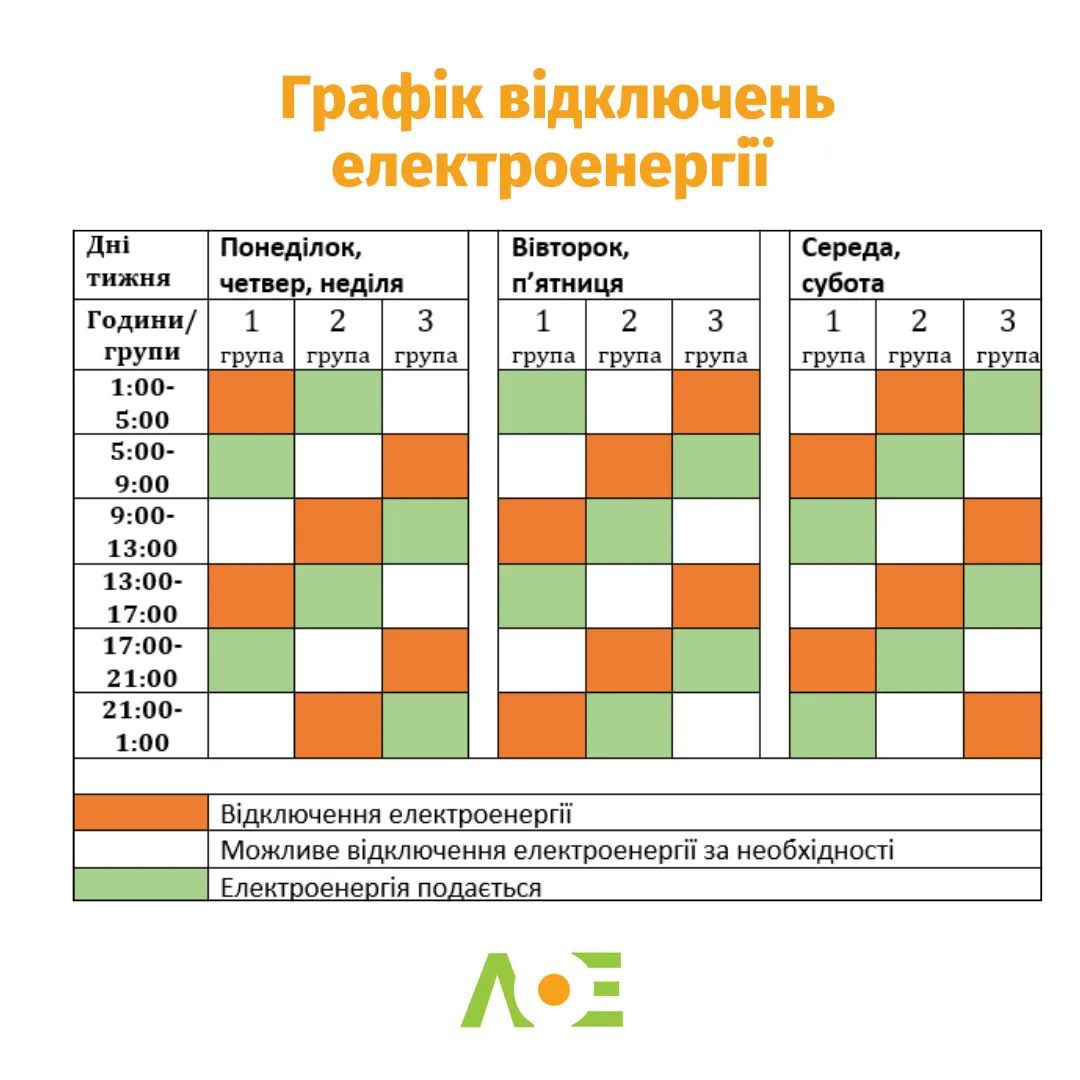 Графік відключень
електроенергії
Дні
тижня
Понеділок,
четвер, неділя
Вівторок,
п’ятниця
Середа,
субота
Години/
групи
1
група
2
група
3
група
1
група
2
група
3
група
1
група
2
група
3
група
1:00-
5:00
5:00-
9:00
9:00-
13:00
13:00-
17:00
17:00-
21:00
21:00-
1:00
Відключення електроенергії
Можливе відключення електроенергії за необхідності
Електроенергія подається
ЛОЕ